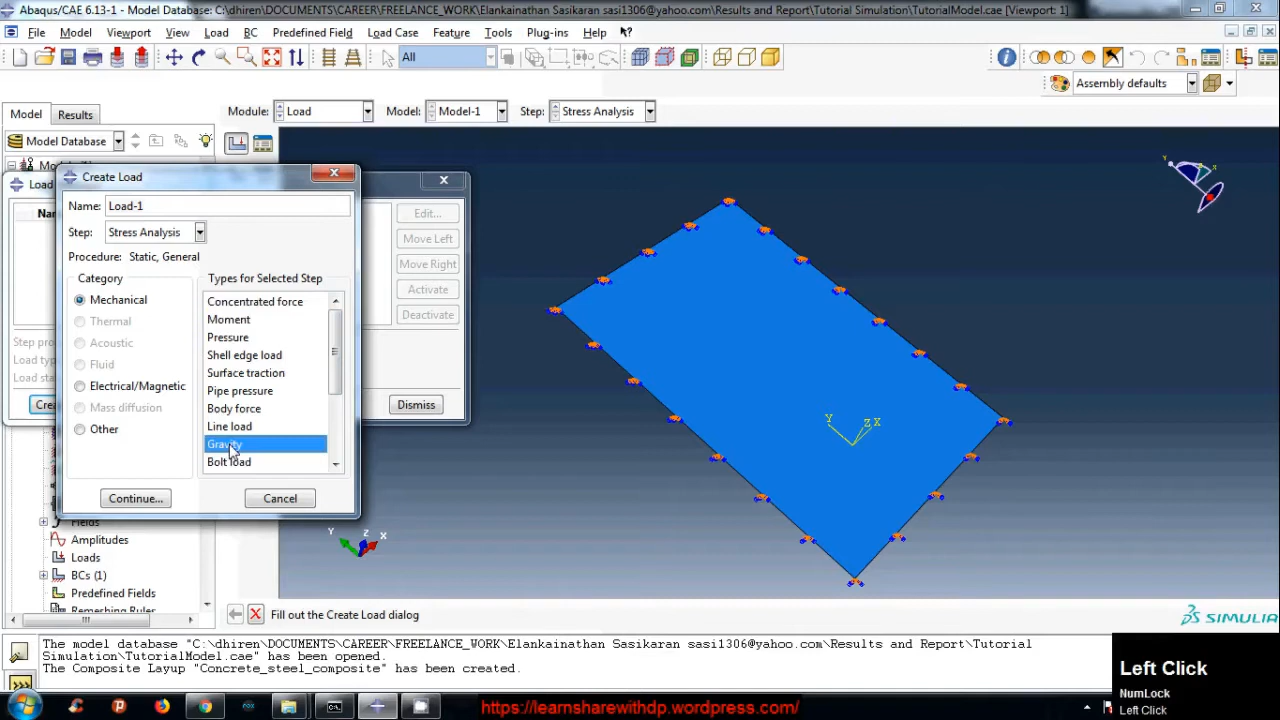 Abaqus/CAE 6.13-1 - Model Database: C:\dhiren\DOCUMENTS\CAREER\FREELANCE_WORK\Elankainathan Sasikaran sasi1306@yahoo.com\Results and Report\Tutorial Simulation\TutorialModel.cae [Viewport: 1]
File Model Viewport View Load BC Predefined Field Load Case Feature Tools Plug-ins Help
All
Assembly defaults
Model Results
Module: Load Model: Model-1 Step: Stress Analysis
Model Database
Create Load
Load
Name: Load-1
Step: Stress Analysis
Procedure: Static, General
Category
Mechanical
Thermal
Acoustic
Fluid
Electrical/Magnetic
Mass diffusion
Other
Types for Selected Step
Concentrated force
Moment
Pressure
Shell edge load
Surface traction
Pipe pressure
Body force
Line load
Gravity
Bolt load
Continue... Cancel
Edit...
Move Left
Move Right
Activate
Deactivate
Dismiss
Step
Load
Load
Fields
Amplitudes
Loads
BCs (1)
Predefined Fields
Remeshing Rules
Y Z X
Y Z X
Y X
Fill out the Create Load dialog
SIMULIA
The model database "C:\dhiren\DOCUMENTS\CAREER\FREELANCE_WORK\Elankainathan Sasikaran sasi1306@yahoo.com\Results and Report\Tutorial
Simulation\TutorialModel.cae" has been opened.
The Composite Layup "Concrete_steel_composite" has been created.
Left Click
NumLock
Left Click
https://learnsharewithdp.wordpress.com/